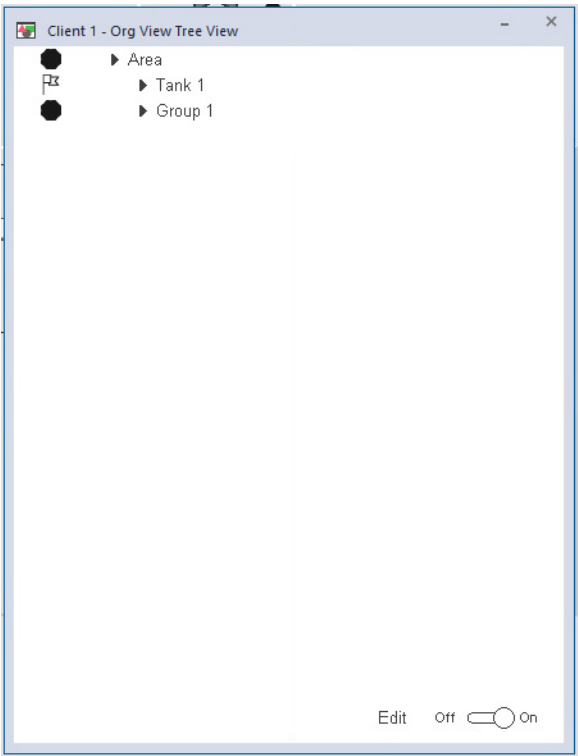 Client 1 - Org View Tree View
Area
Tank 1
Group 1
Edit Off On